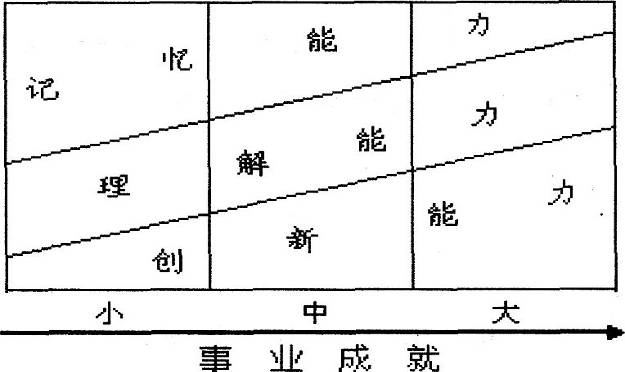 记忆能力
理解能力
创新能力
小 中 大
事业成就